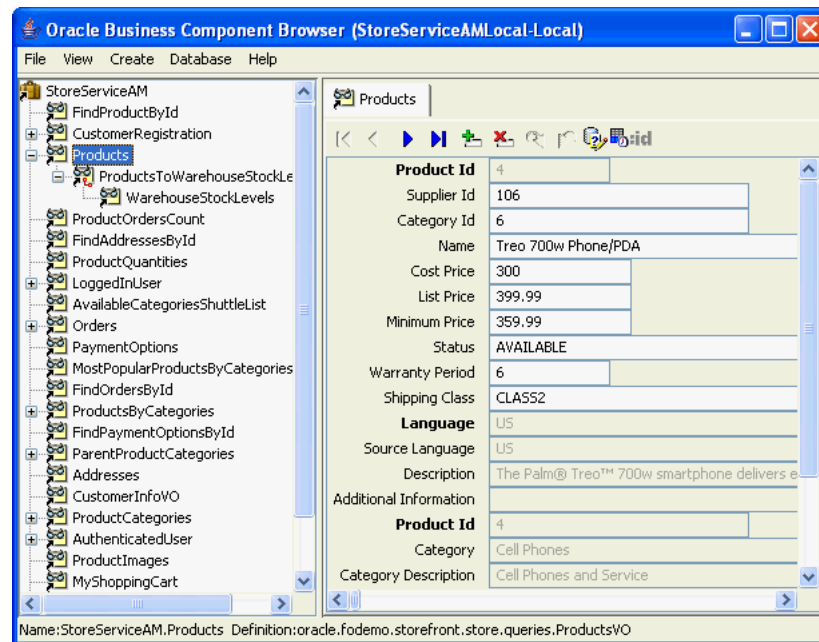 Oracle Business Component Browser (StoreServiceAMLocal-Local)
File View Create Database Help
StoreServiceAM
FindProductById
CustomerRegistration
Products
ProductsToWarehouseStockLe
WarehouseStockLevels
ProductOrdersCount
FindAddressesById
ProductQuantities
LoggedInUser
AvailableCategoriesShuttleList
Orders
PaymentOptions
MostPopularProductsByCategories
FindOrdersById
ProductsByCategories
FindPaymentOptionsById
ParentProductCategories
Addresses
CustomerInfoVO
ProductCategories
AuthenticatedUser
ProductImages
MyShoppingCart
Products
:id
Product Id 4
Supplier Id 106
Category Id 6
Name Treo 700w Phone/PDA
Cost Price 300
List Price 399.99
Minimum Price 359.99
Status AVAILABLE
Warranty Period 6
Shipping Class CLASS2
Language US
Source Language US
Description The Palm® Treo™ 700w smartphone delivers e
Additional Information
Product Id 4
Category Cell Phones
Category Description Cell Phones and Service
Name:StoreServiceAM.Products Definition:oracle.fodemo.storefront.store.queries.ProductsVO